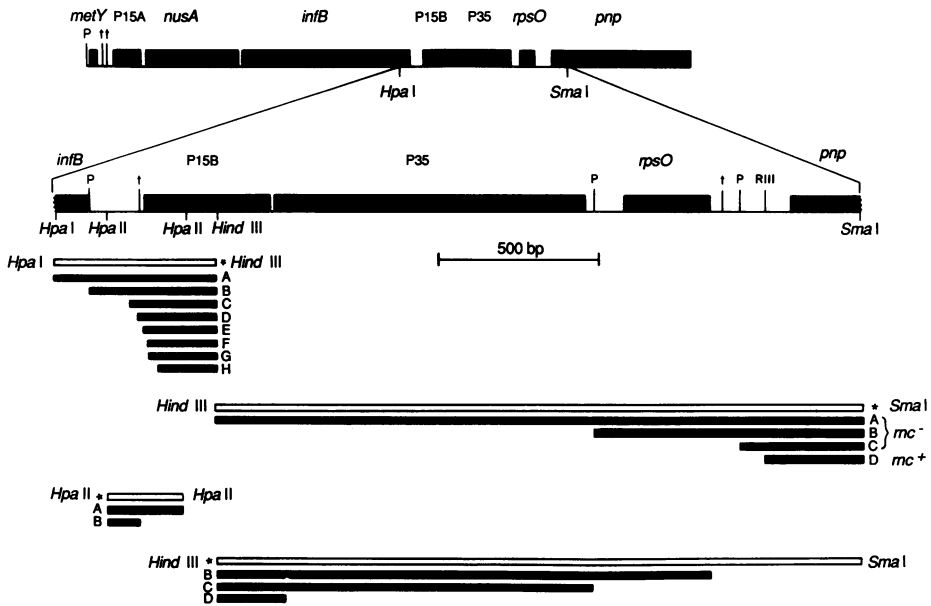 metY P15A nusA infB P15B P35 rpsO pnp
P t t
Hpa I Sma I
infB P15B P35 rpsO pnp
P t P t P RIII
Hpa I Hpa II Hpa II Hind III Sma I
500 bp
Hpa I * Hind III
A
B
C
D
E
F
G
H
Hind III * Sma I
A
B rnc -
C
D rnc +
Hpa II * Hpa II
A
B
Hind III * Sma I
B
C
D